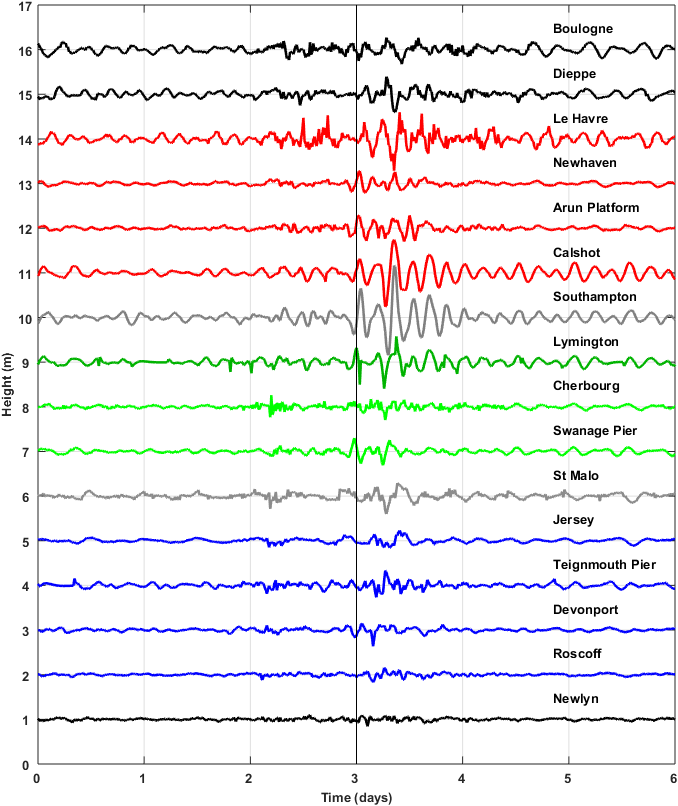 17
Boulogne
16
Dieppe
15
Le Havre
14
Newhaven
13
Arun Platform
12
Calshot
11
Southampton
10
Lymington
9
Cherbourg
8
Swanage Pier
7
St Malo
6
Jersey
5
Teignmouth Pier
4
Devonport
3
Roscoff
2
Newlyn
1
0
Height (m)
0 1 2 3 4 5 6
Time (days)